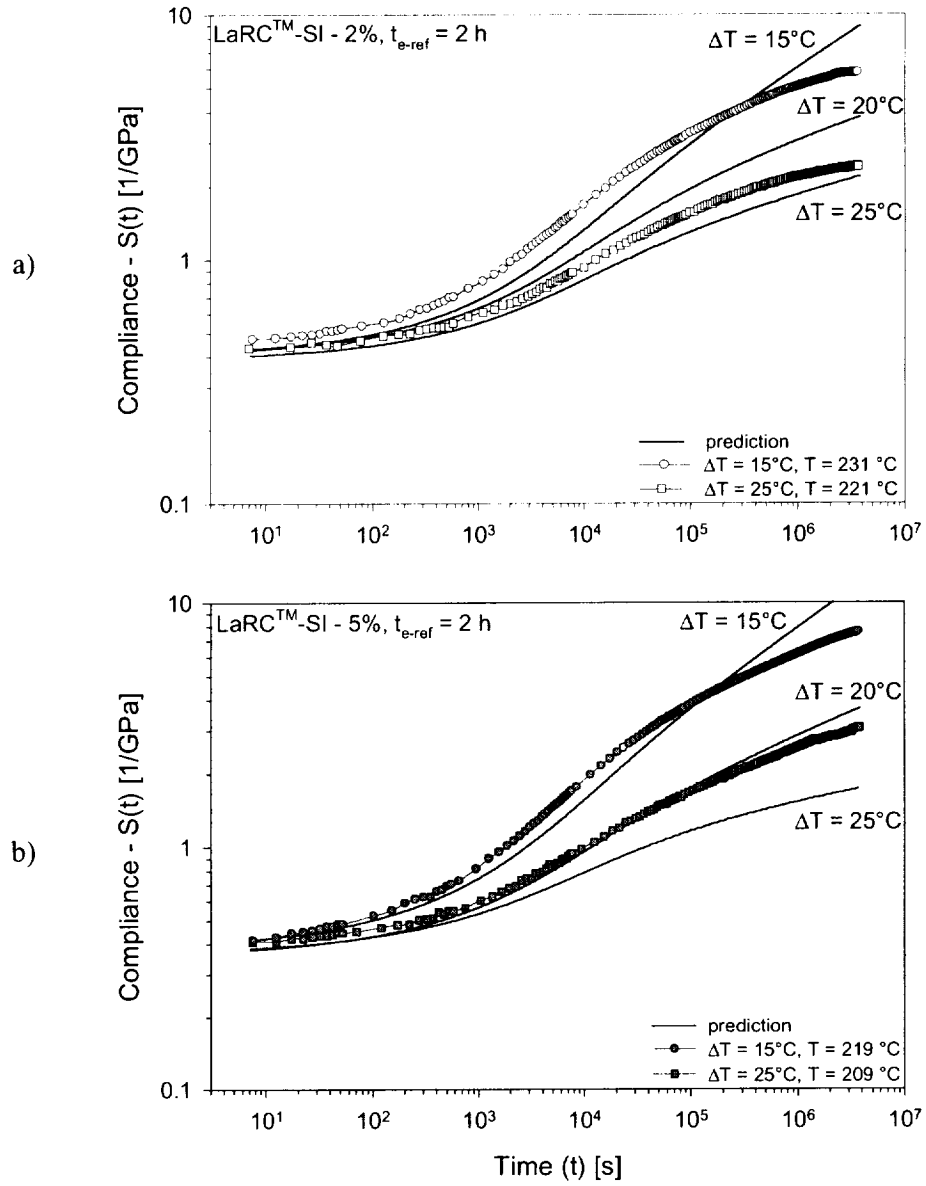 a)
LaRC™-SI - 2%, t_e-ref = 2 h
ΔT = 15°C
ΔT = 20°C
ΔT = 25°C
Compliance - S(t) [1/GPa]
10
1
0.1
prediction
ΔT = 15°C, T = 231 °C
ΔT = 25°C, T = 221 °C
10¹ 10² 10³ 10⁴ 10⁵ 10⁶ 10⁷
b)
LaRC™-SI - 5%, t_e-ref = 2 h
ΔT = 15°C
ΔT = 20°C
ΔT = 25°C
Compliance - S(t) [1/GPa]
10
1
0.1
prediction
ΔT = 15°C, T = 219 °C
ΔT = 25°C, T = 209 °C
10¹ 10² 10³ 10⁴ 10⁵ 10⁶ 10⁷
Time (t) [s]